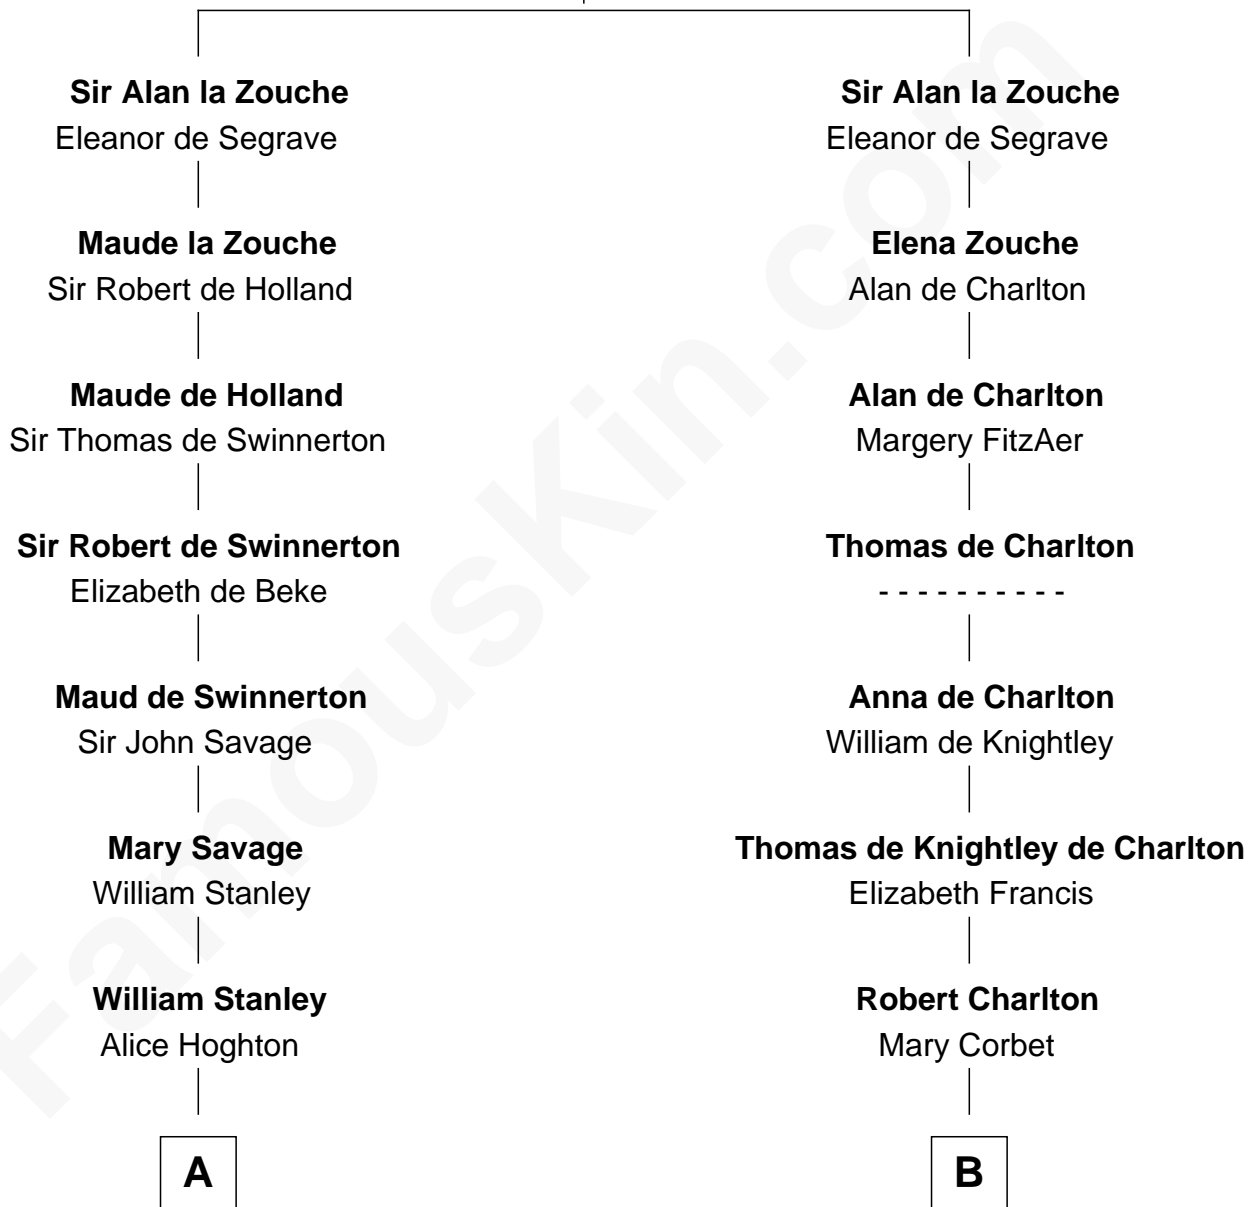 Sir Alan la Zouche
Eleanor de Segrave
Maude la Zouche
Sir Robert de Holland
Maude de Holland
Sir Thomas de Swinnerton
Sir Robert de Swinnerton
Elizabeth de Beke
Maud de Swinnerton
Sir John Savage
Mary Savage
William Stanley
William Stanley
Alice Hoghton
A
Sir Alan la Zouche
Eleanor de Segrave
Elena Zouche
Alan de Charlton
Alan de Charlton
Margery FitzAer
Thomas de Charlton
- - - - - - - - - -
Anna de Charlton
William de Knightley
Thomas de Knightley de Charlton
Elizabeth Francis
Robert Charlton
Mary Corbet
B
FamousKin.com